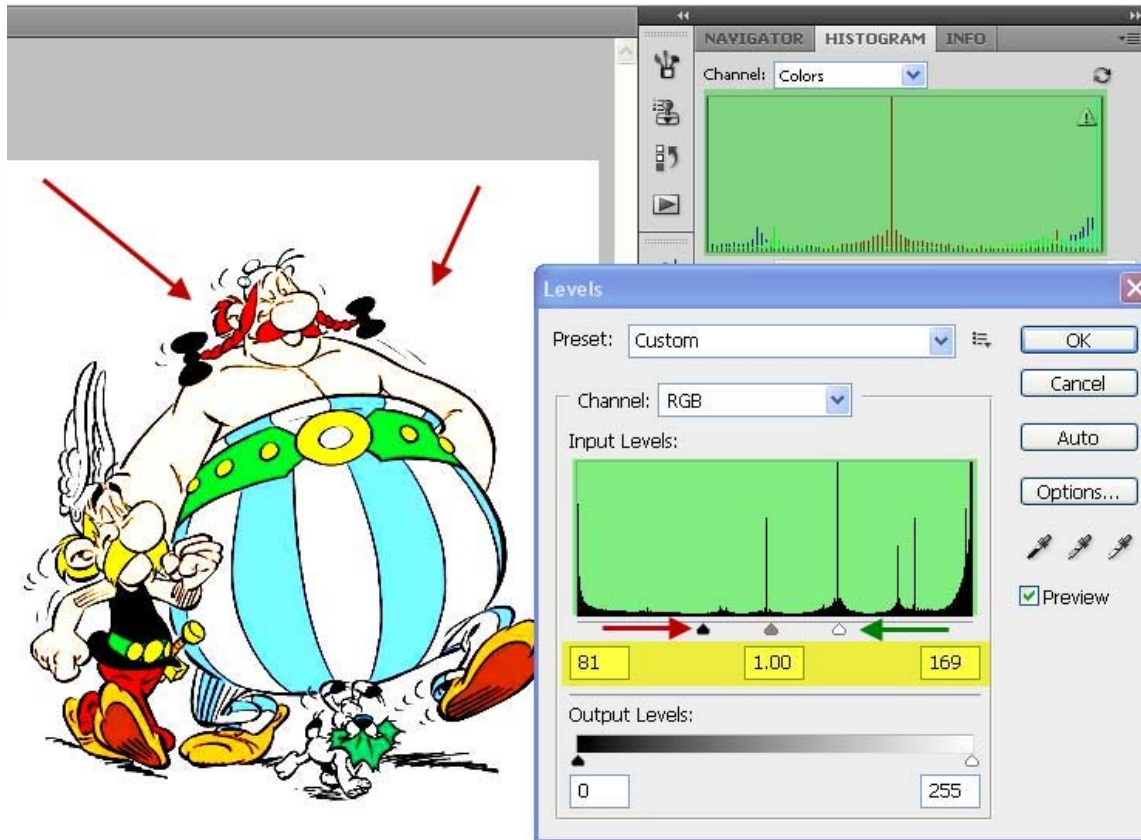 NAVIGATOR HISTOGRAM INFO
Channel: Colors
Levels
Preset: Custom
OK
Cancel
Channel: RGB
Auto
Input Levels:
Options...
Preview
81 1.00 169
Output Levels:
0 255